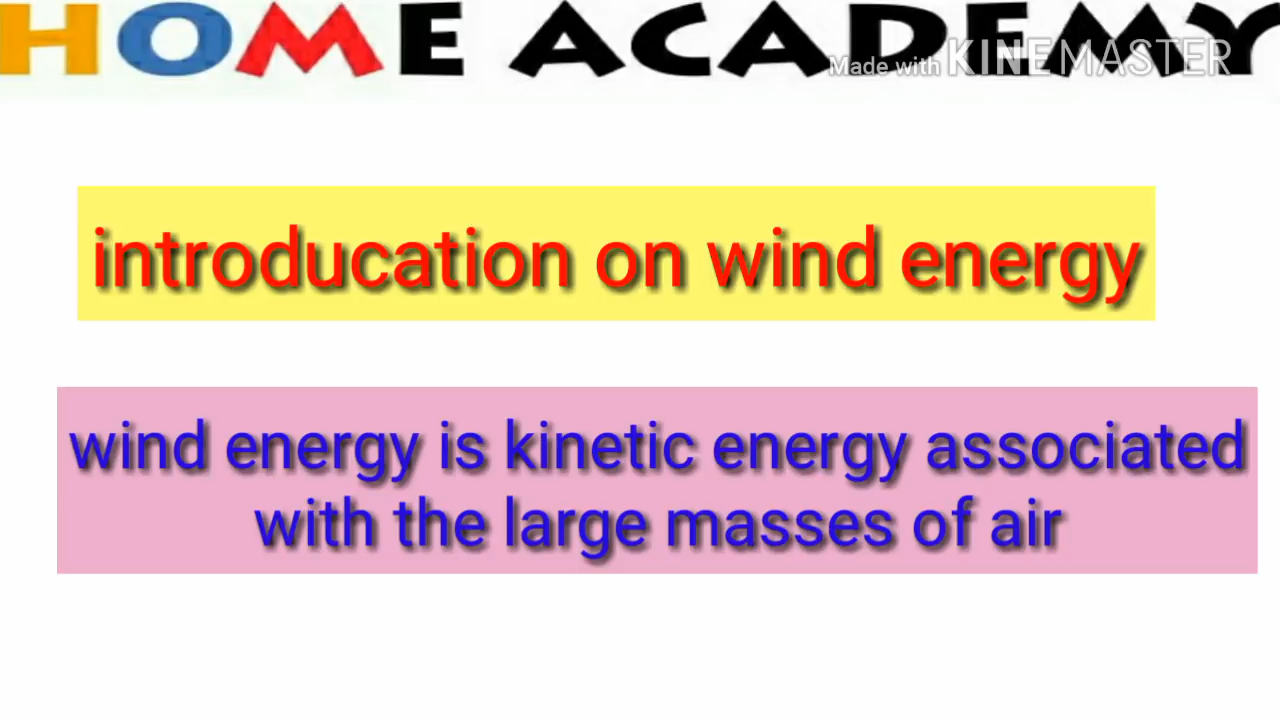 HOME ACADEMY
Made with KINEMASTER
introducation on wind energy
wind energy is kinetic energy associated
with the large masses of air